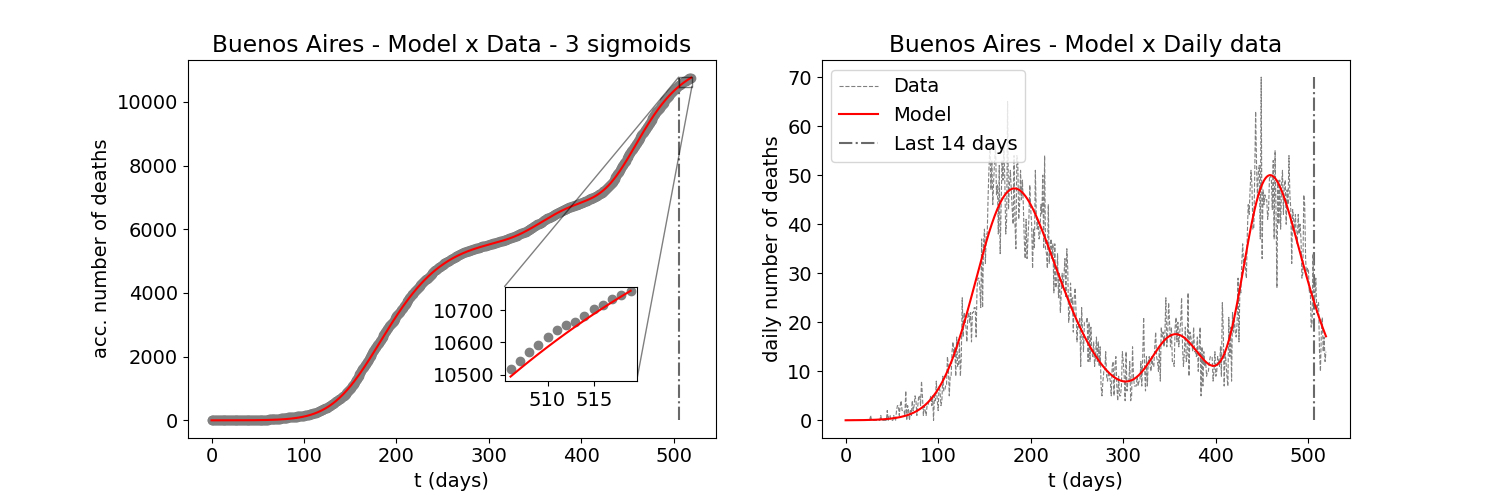 Buenos Aires - Model x Data - 3 sigmoids
acc. number of deaths
10000
8000
6000
4000
2000
0
10700
10600
10500
510 515
0 100 200 300 400 500
t (days)
Buenos Aires - Model x Daily data
daily number of deaths
70
60
50
40
30
20
10
0
Data
Model
Last 14 days
0 100 200 300 400 500
t (days)